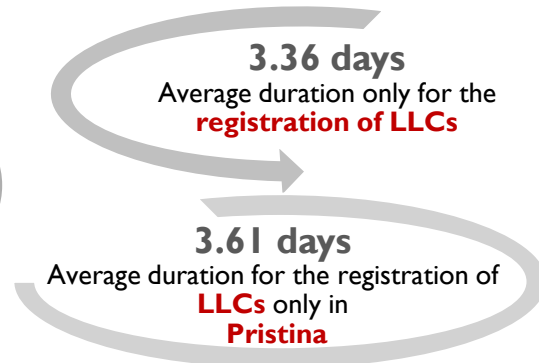 3.36 days
Average duration only for the
registration of LLCs
3.61 days
Average duration for the registration of
LLCs only in
Pristina